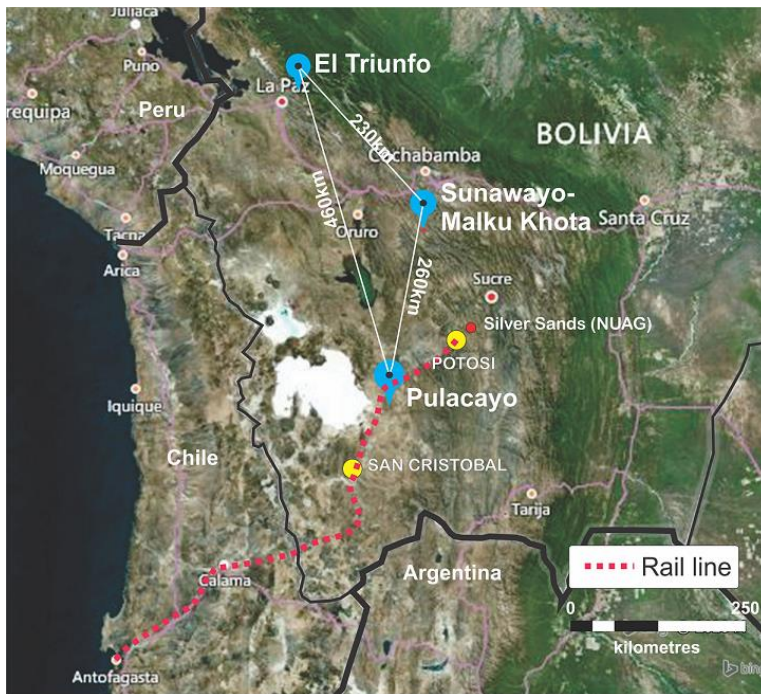 Juliaca
El Triunfo
Puno
La Paz
requipa
Peru
230km
BOLIVIA
Cochabamba
Moquegua
Sunawayo-
Malku Khota
460km
Santa Cruz
Tacna
Oruro
Arica
260km
Sucre
Silver Sands (NUAG)
POTOSI
Pulacayo
Iquique
Chile
SAN CRISTOBAL
Tarija
Rail line
Argentina
Calama
0 250
kilometres
Antofagasta
bing